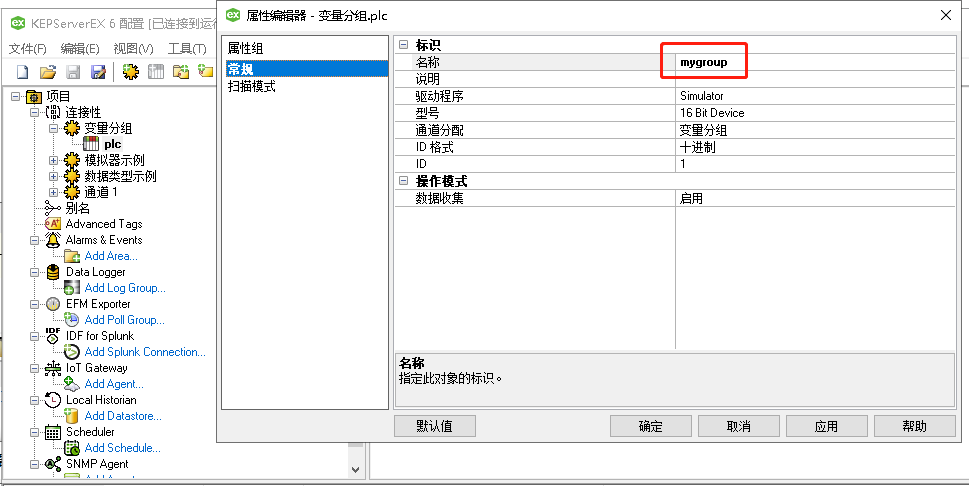 KEPServerEX 6 配置 [已连接到运行
文件(F) 编辑(E) 视图(V) 工具(T)
项目
连接性
变量分组
plc
模拟器示例
数据类型示例
通道 1
别名
Advanced Tags
Alarms & Events
Add Area...
Data Logger
Add Log Group...
EFM Exporter
Add Poll Group...
IDF for Splunk
Add Splunk Connection...
IoT Gateway
Add Agent...
Local Historian
Add Datastore...
Scheduler
Add Schedule...
SNMP Agent
属性编辑器 - 变量分组.plc
属性组
常规
扫描模式
标识
名称 mygroup
说明
驱动程序 Simulator
型号 16 Bit Device
通道分配 变量分组
ID 格式 十进制
ID 1
操作模式
数据收集 启用
名称
指定此对象的标识。
默认值 确定 取消 应用 帮助